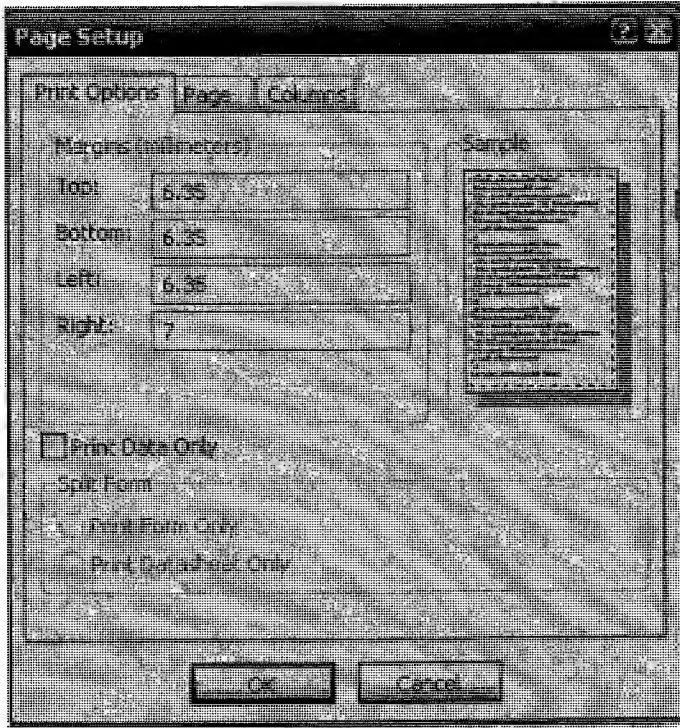 Page Setup
Print Options Page Columns
Margins (milimeters)
Sample
Top: 6.35
Bottom: 6.35
Left: 6.35
Right: 7
Print Data Only
Split Form
Print Form Only
Print Datasheet Only
OK Cancel